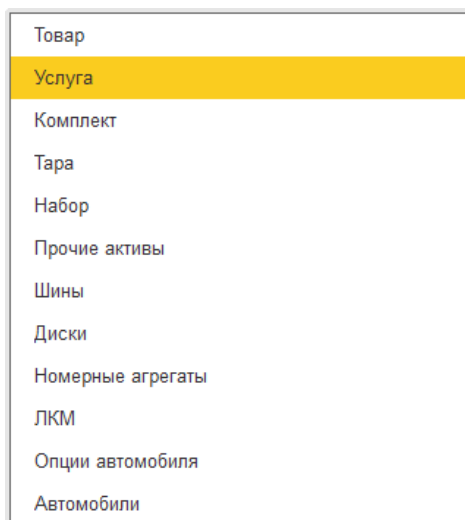 Товар
Услуга
Комплект
Тара
Набор
Прочие активы
Шины
Диски
Номерные агрегаты
ЛКМ
Опции автомобиля
Автомобили